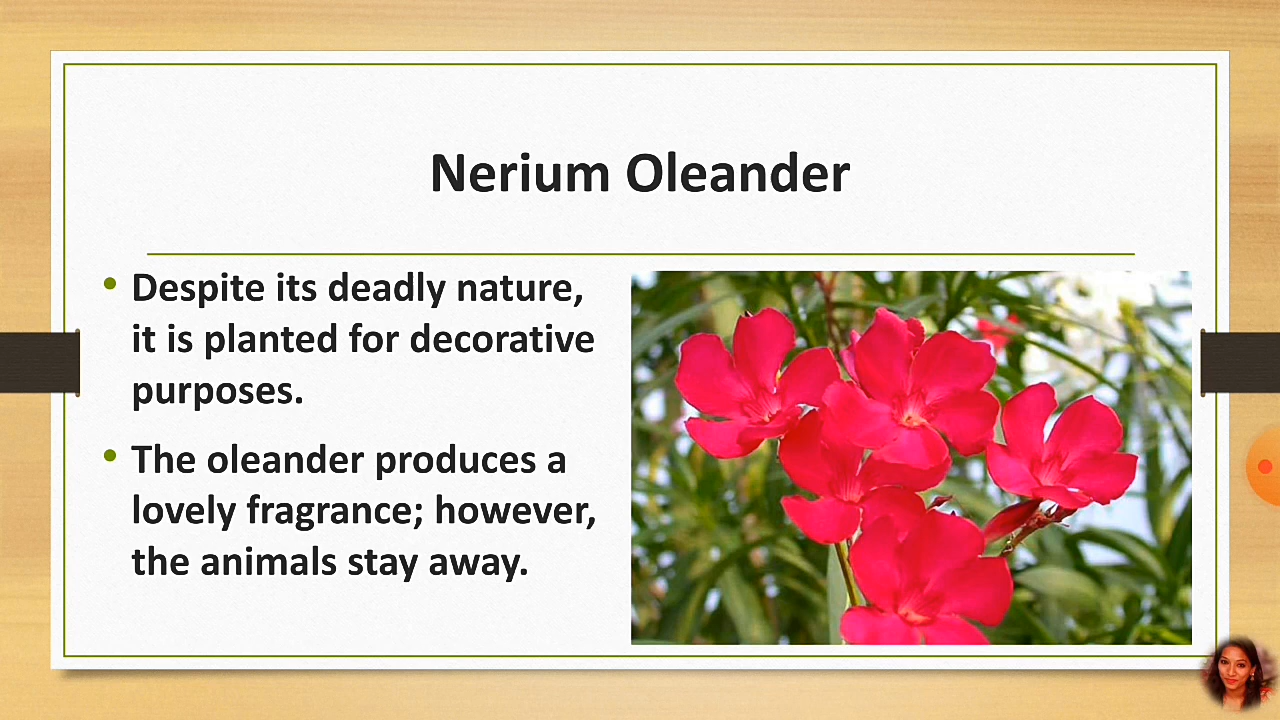 Nerium Oleander
• Despite its deadly nature,
it is planted for decorative
purposes.
• The oleander produces a
lovely fragrance; however,
the animals stay away.